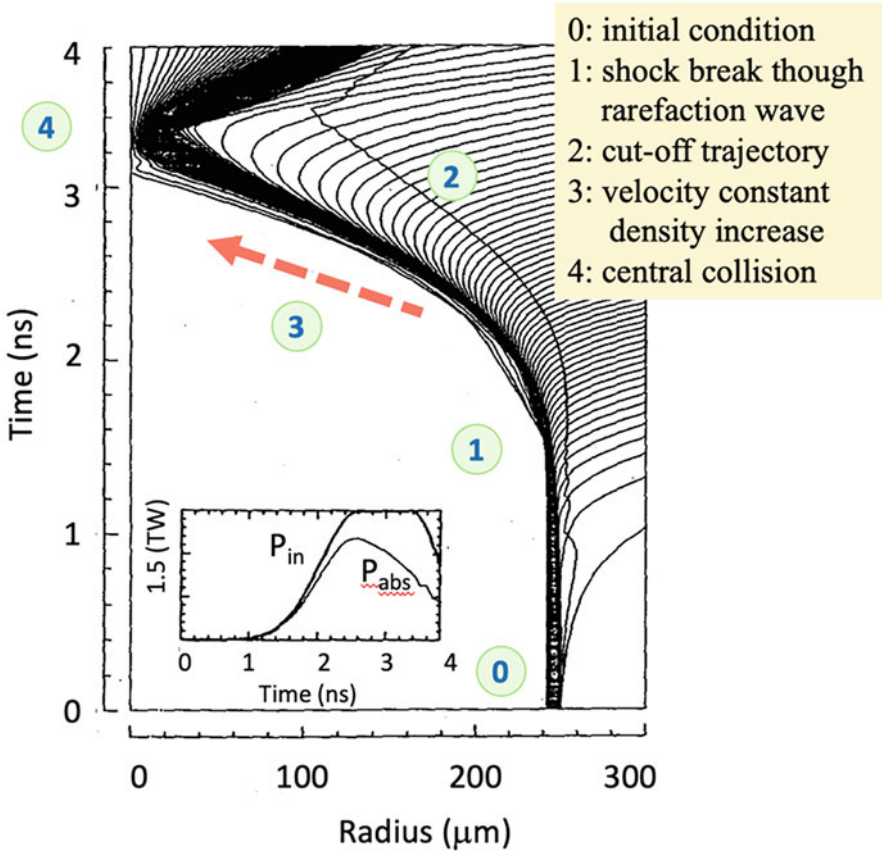 0: initial condition
1: shock break though
rarefaction wave
2: cut-off trajectory
3: velocity constant
density increase
4: central collision
4
3
2
1
0
Time (ns)
4
2
3
1
0
1.5 (TW)
P_in
P_abs
0 1 2 3 4
Time (ns)
0 100 200 300
Radius (μm)